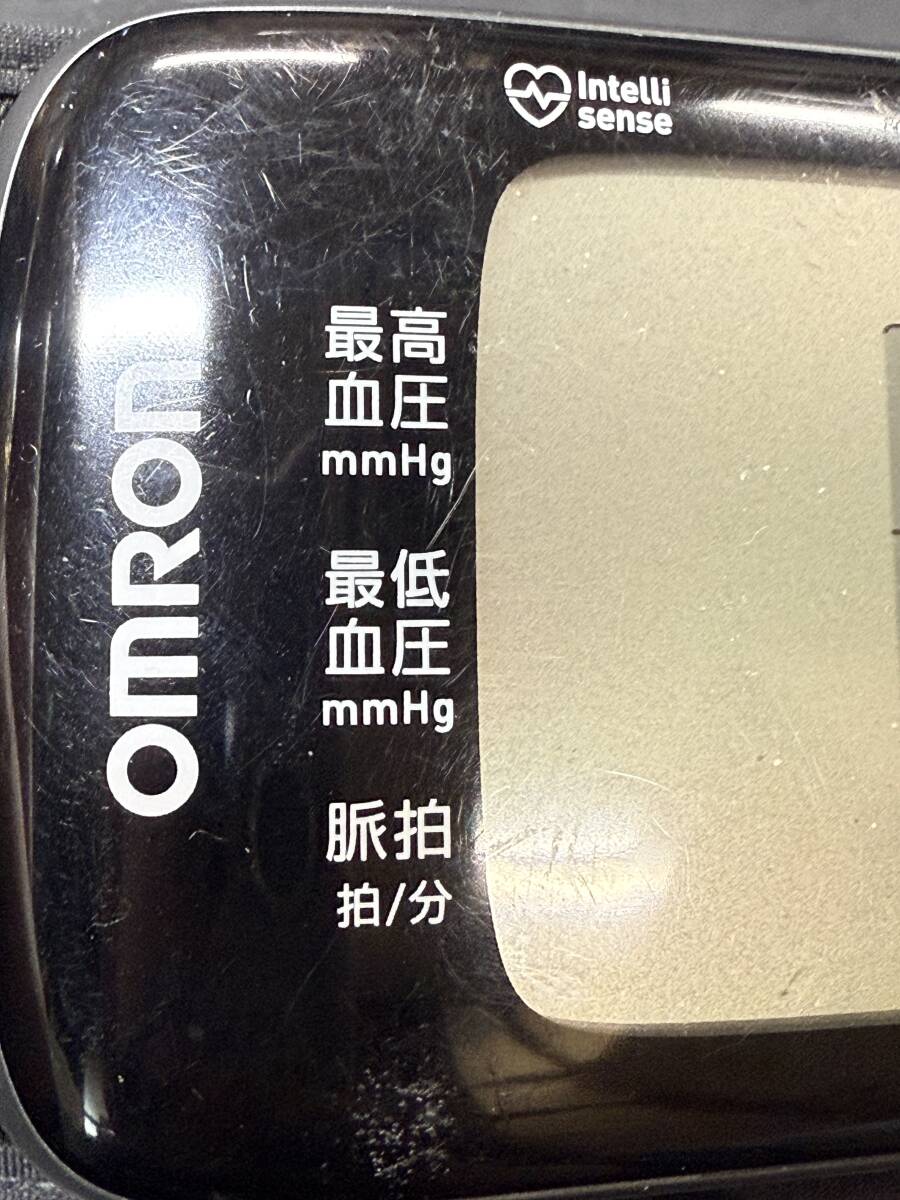 Intelli
sense
最高
血圧
mmHg
最低
血圧
mmHg
脈拍
拍/分
OMRON